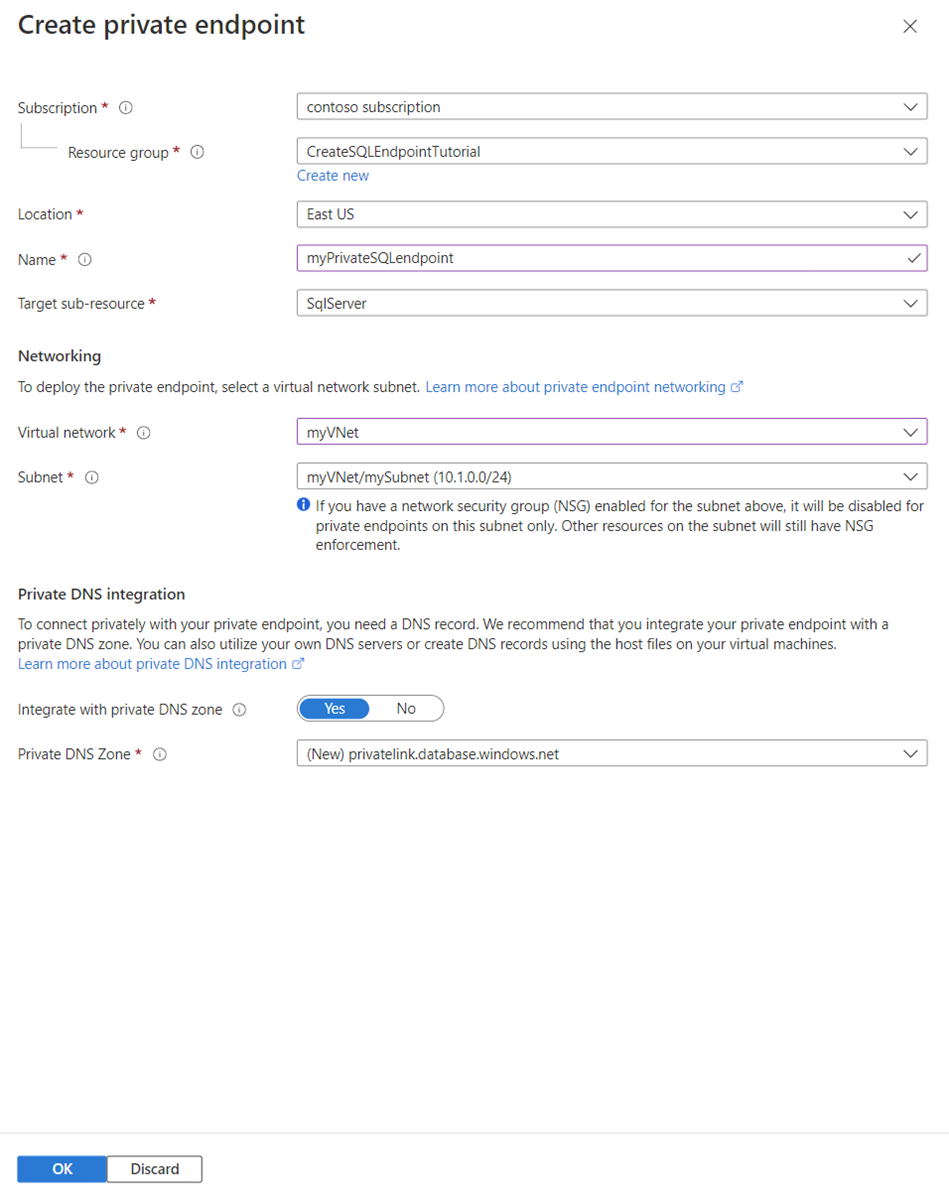 Create private endpoint
Subscription *
contoso subscription
Resource group *
CreateSQLEndpointTutorial
Create new
Location *
East US
Name *
myPrivateSQLendpoint
Target sub-resource *
SqlServer
Networking
To deploy the private endpoint, select a virtual network subnet. Learn more about private endpoint networking
Virtual network *
myVNet
Subnet *
myVNet/mySubnet (10.1.0.0/24)
If you have a network security group (NSG) enabled for the subnet above, it will be disabled for
private endpoints on this subnet only. Other resources on the subnet will still have NSG
enforcement.
Private DNS integration
To connect privately with your private endpoint, you need a DNS record. We recommend that you integrate your private endpoint with a
private DNS zone. You can also utilize your own DNS servers or create DNS records using the host files on your virtual machines.
Learn more about private DNS integration
Integrate with private DNS zone
Yes No
Private DNS Zone *
(New) privatelink.database.windows.net
OK Discard